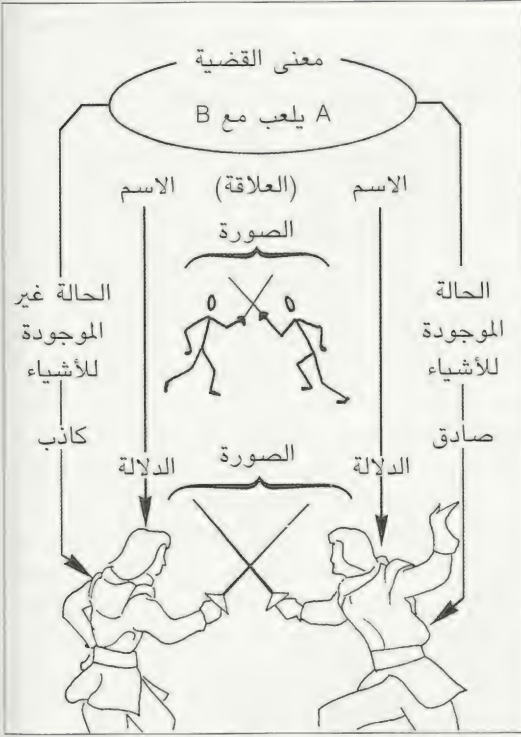 معنى القضية
A يلعب مع B
الاسم (العلاقة) الاسم
الصورة
الحالة
الموجودة
للأشياء
صادق
الحالة غير
الموجودة
للأشياء
كاذب
الصورة
الدلالة
الدلالة